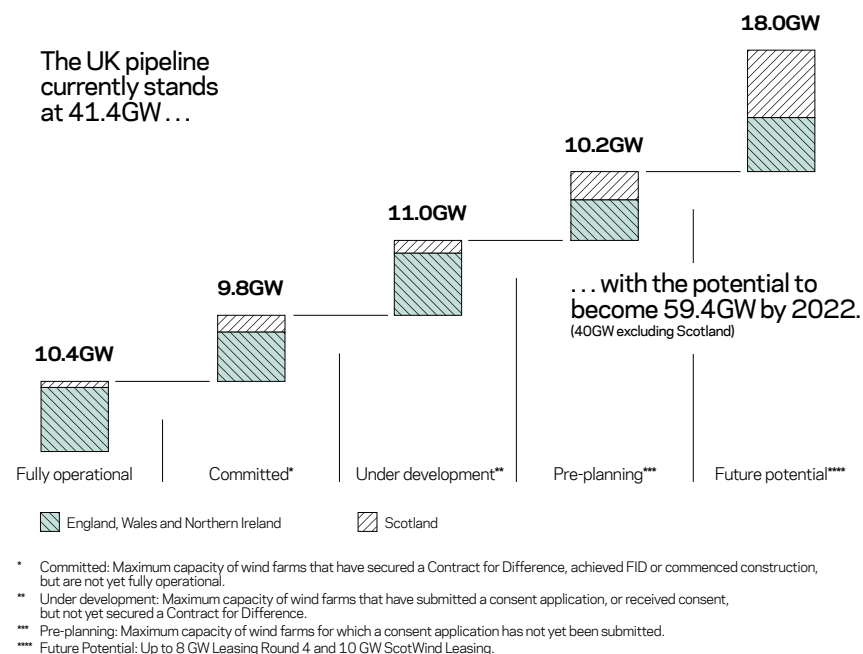 18.0GW
The UK pipeline
currently stands
at 41.4GW . . .
10.2GW
11.0GW
9.8GW
. . . with the potential to
become 59.4GW by 2022.
(40GW excluding Scotland)
10.4GW
Fully operational
Committed*
Under development**
Pre-planning***
Future potential****
England, Wales and Northern Ireland
Scotland
* Committed: Maximum capacity of wind farms that have secured a Contract for Difference, achieved FID or commenced construction,
but are not yet fully operational.
** Under development: Maximum capacity of wind farms that have submitted a consent application, or received consent,
but not yet secured a Contract for Difference.
*** Pre-planning: Maximum capacity of wind farms for which a consent application has not yet been submitted.
**** Future Potential: Up to 8 GW Leasing Round 4 and 10 GW ScotWind Leasing.